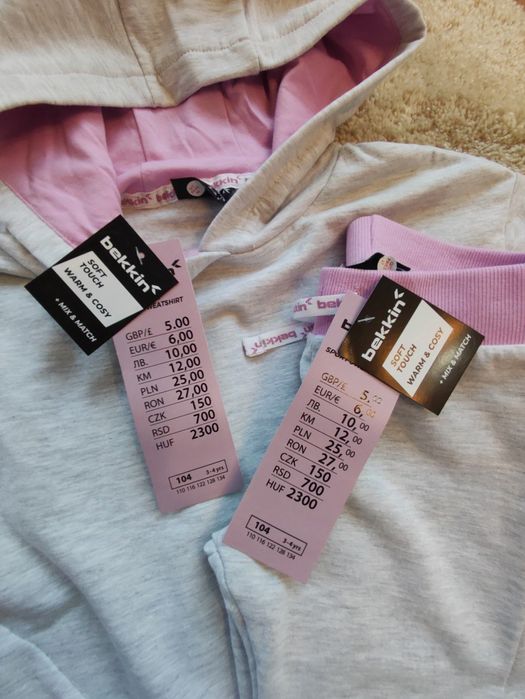 bekkin
SOFT
TOUCH
WARM & COSY
+ MIX & MATCH
SWEATSHIRT
GBP/£ 5.00
EUR/€ 6,00
ЛВ. 10,00
KM 12,00
PLN 25,00
RON 27,00
CZK 150
RSD 700
HUF 2300
104 3-4 yrs
110 116 122 128 134
bekkin
bekkin
SOFT
TOUCH
WARM & COSY
+ MIX & MATCH
GBP/£ 5,00
EUR/€ 6,00
ЛВ. 10,00
KM 12,00
PLN 25,00
RON 27,00
CZK 150
RSD 700
HUF 2300
104 3-4 yrs
110 116 122 128 134